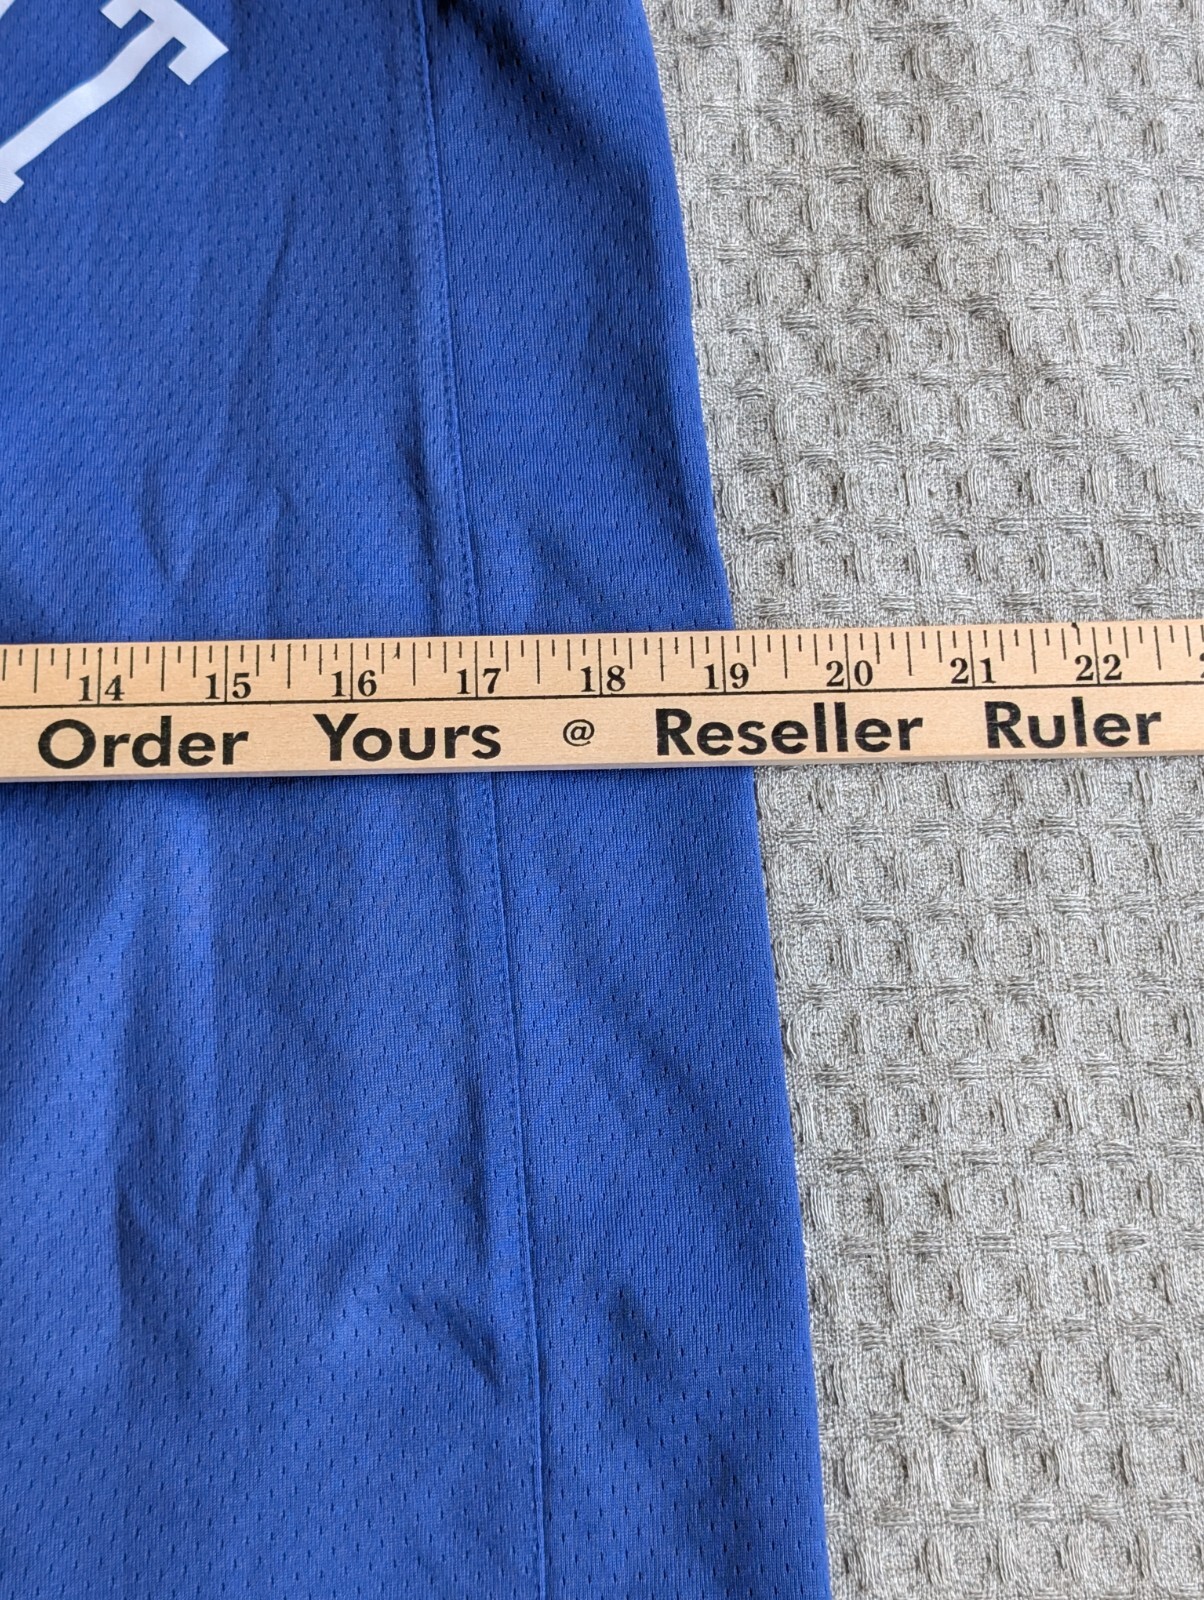 T
14 15 16 17 18 19 20 21 22
Order Yours @ Reseller Ruler